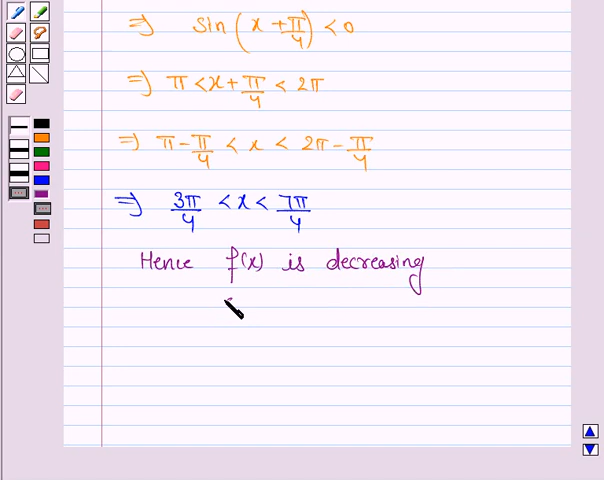 ⇒ sin(x + π/4) < 0
⇒ π < x + π/4 < 2π
⇒ π - π/4 < x < 2π - π/4
⇒ 3π/4 < x < 7π/4
Hence f(x) is decreasing